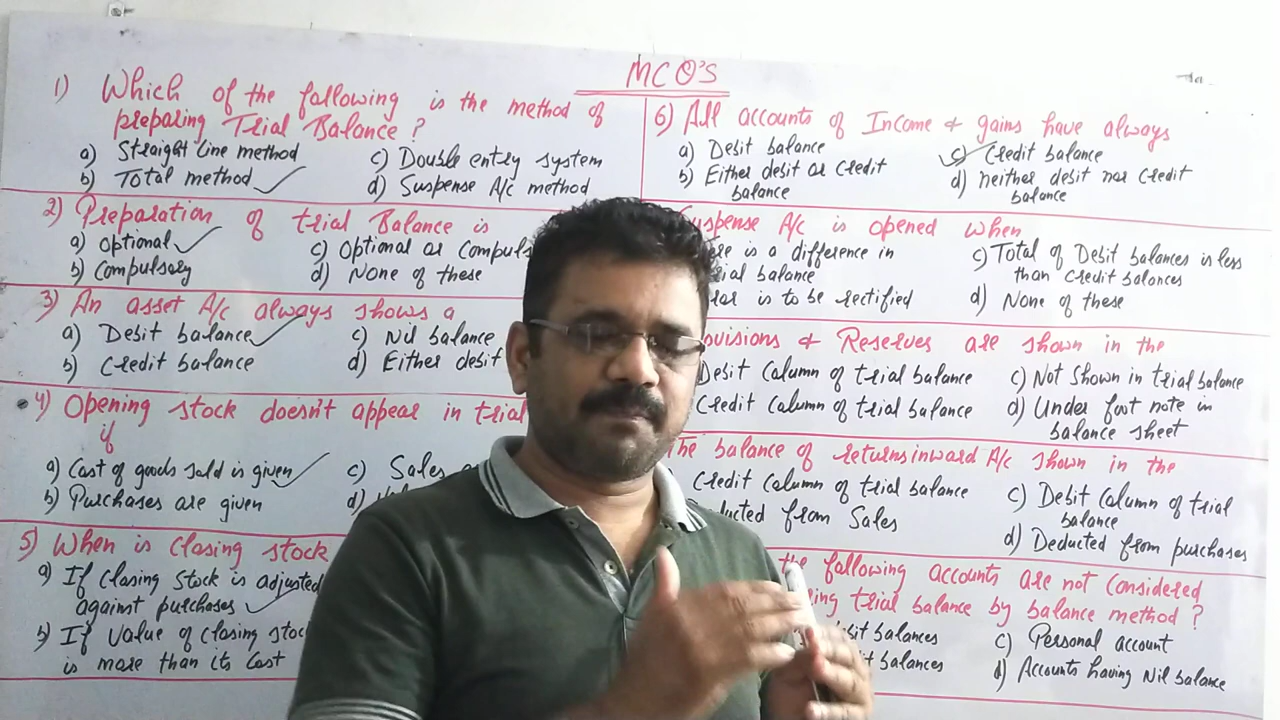 MCQ'S
1) Which of the following is the method of
preparing Trial Balance?
a) Straight Line method
b) Total method
c) Double entry system
d) Suspense A/c method
2) Preparation of trial Balance is
a) optional
b) Compulsory
c) Optional or Compuls
d) None of these
3) An asset A/c always shows a
a) Debit balance
b) Credit balance
c) Nil balance
d) Either debit
4) Opening stock doesn't appear in trial
if
a) Cost of goods sold is given
b) Purchases are given
c) Sales
d)
5) When is Closing stock
a) If Closing Stock is adjusted
against purchases
b) If Value of Closing stoc
is more than its Cost
6) All accounts of Income & gains have always
a) Debit balance
b) Either debit or Credit
balance
c) Credit balance
d) neither debit nor Credit
balance
uspense A/c is opened when
ere is a difference in
ial balance
ror is to be rectified
c) Total of Debit balances is less
than Credit balances
d) None of these
ovisions & Reserves are shown in the
Debit Column of trial balance
Credit Column of trial balance
c) Not Shown in trial balance
d) Under foot note in
balance sheet
The balance of returns inward A/c shown in the
Credit Column of trial balance
ducted from Sales
c) Debit Column of trial
balance
d) Deducted from purchases
the following accounts are not Considered
ing trial balance by balance method?
bit balances
it balances
c) Personal account
d) Accounts having Nil balance